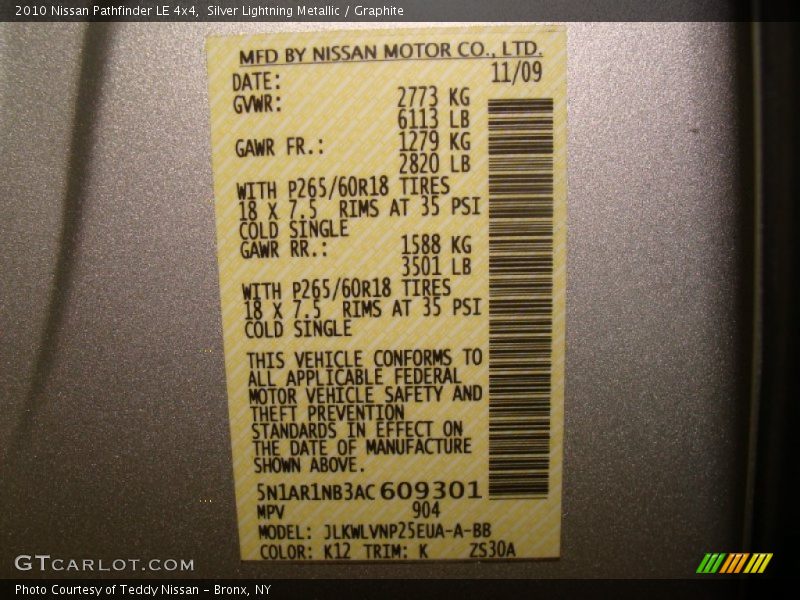 2010 Nissan Pathfinder LE 4x4,  Silver Lightning Metallic / Graphite
MFD BY NISSAN MOTOR CO., LTD.
DATE: 11/09
GVWR: 2773 KG
6113 LB
GAWR FR.: 1279 KG
2820 LB
WITH P265/60R18 TIRES
18 X 7.5 RIMS AT 35 PSI
COLD SINGLE
GAWR RR.: 1588 KG
3501 LB
WITH P265/60R18 TIRES
18 X 7.5 RIMS AT 35 PSI
COLD SINGLE
THIS VEHICLE CONFORMS TO
ALL APPLICABLE FEDERAL
MOTOR VEHICLE SAFETY AND
THEFT PREVENTION
STANDARDS IN EFFECT ON
THE DATE OF MANUFACTURE
SHOWN ABOVE.
5N1AR1NB3AC609301
MPV 904
MODEL: JLKWLVNP25EUA-A-BB
COLOR: K12 TRIM: K ZS30A
GTCARLOT.COM
Photo Courtesy of Teddy Nissan - Bronx, NY